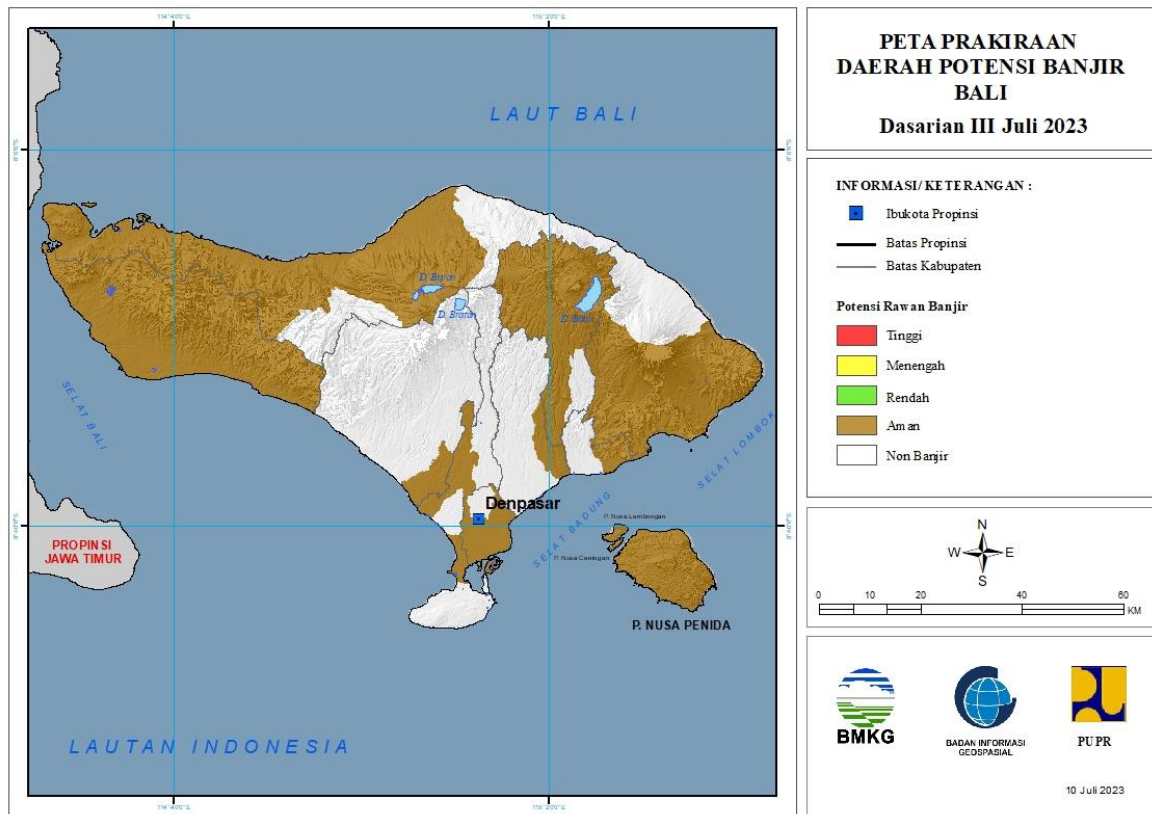 PETA PRAKIRAAN
DAERAH POTENSI BANJIR
BALI
Dasarian III Juli 2023
INFORMASI/ KETERANGAN :
Ibukota Propinsi
Batas Propinsi
Batas Kabupaten
Potensi Rawan Banjir
Tinggi
Menengah
Rendah
Aman
Non Banjir
N
W E
S
0 10 20 40 60
KM
BMKG
BADAN INFORMASI
GEOSPASIAL
PUPR
10 Juli 2023
LAUT BALI
D. Bratan
D. Batur
SELAT BALI
SELAT LOMBOK
Denpasar
SELAT BADUNG
P. Nusa Lembongan
P. Nusa Ceningan
P. NUSA PENIDA
PROPINSI
JAWA TIMUR
LAUTAN INDONESIA